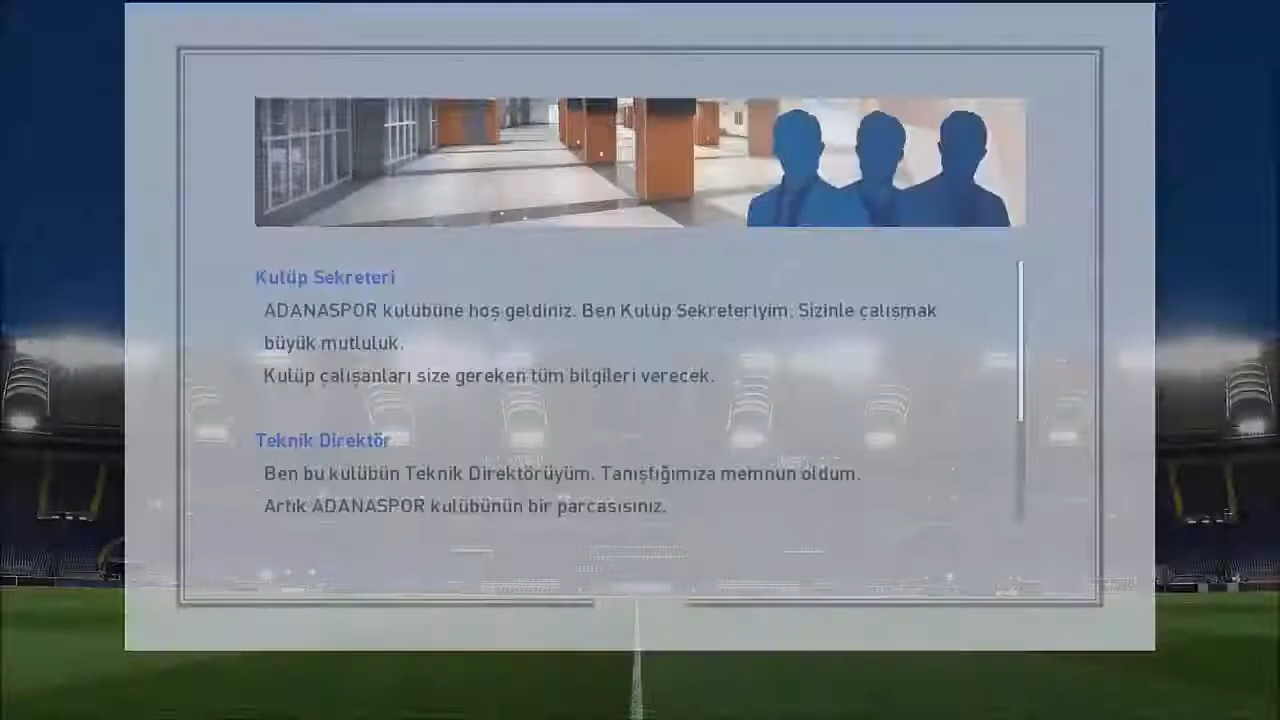 Kulüp Sekreteri
ADANASPOR kulübüne hoş geldiniz. Ben Kulüp Sekreteriyim. Sizinle çalışmak
büyük mutluluk.
Kulüp çalışanları size gereken tüm bilgileri verecek.
Teknik Direktör
Ben bu kulübün Teknik Direktörüyüm. Tanıştığımıza memnun oldum.
Artık ADANASPOR kulübünün bir parçasısınız.